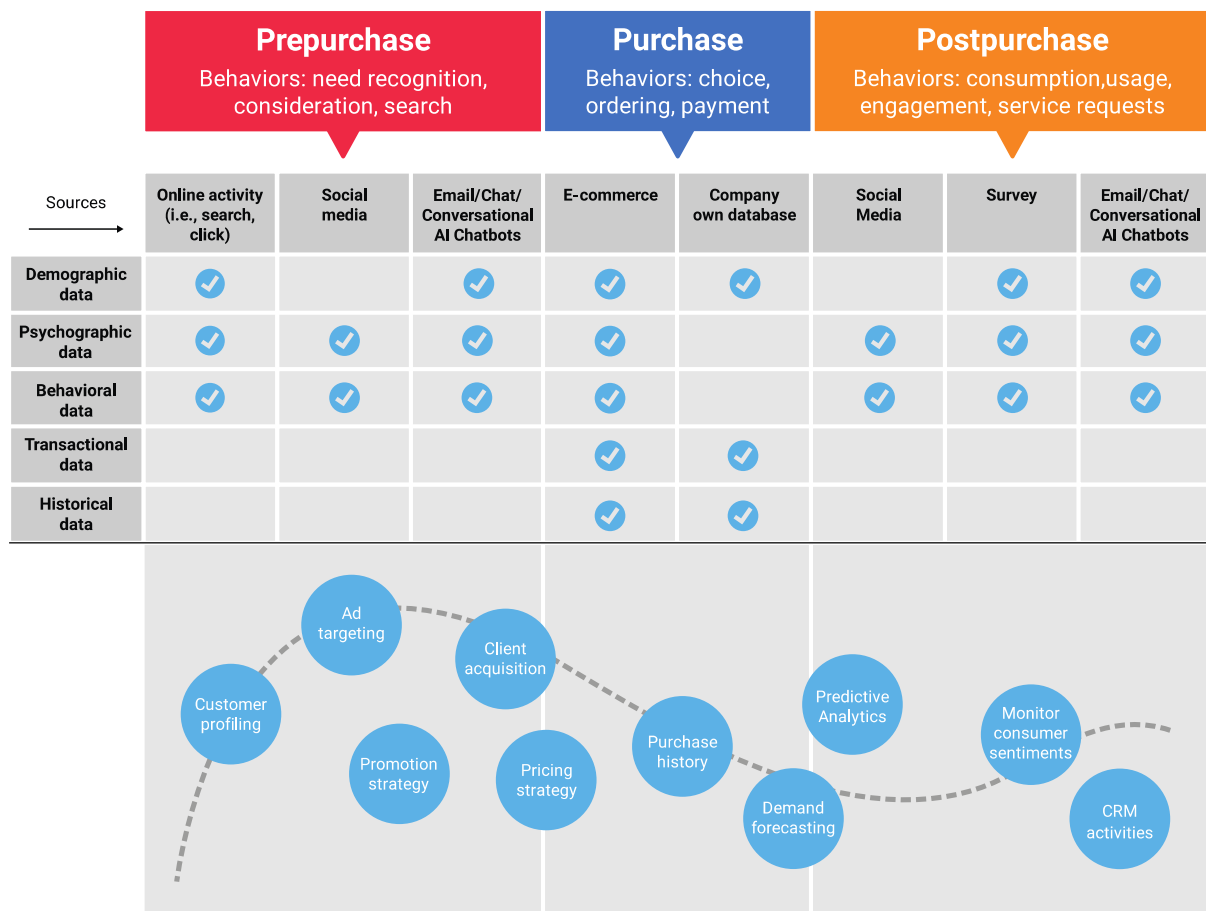 Prepurchase
Behaviors: need recognition,
consideration, search
Purchase
Behaviors: choice,
ordering, payment
Postpurchase
Behaviors: consumption,usage,
engagement, service requests
Sources
Online activity
(i.e., search,
click)
Social
media
Email/Chat/
Conversational
AI Chatbots
E-commerce
Company
own database
Social
Media
Survey
Email/Chat/
Conversational
AI Chatbots
Demographic
data
Psychographic
data
Behavioral
data
Transactional
data
Historical
data
Customer
profiling
Ad
targeting
Promotion
strategy
Client
acquisition
Pricing
strategy
Purchase
history
Demand
forecasting
Predictive
Analytics
Monitor
consumer
sentiments
CRM
activities